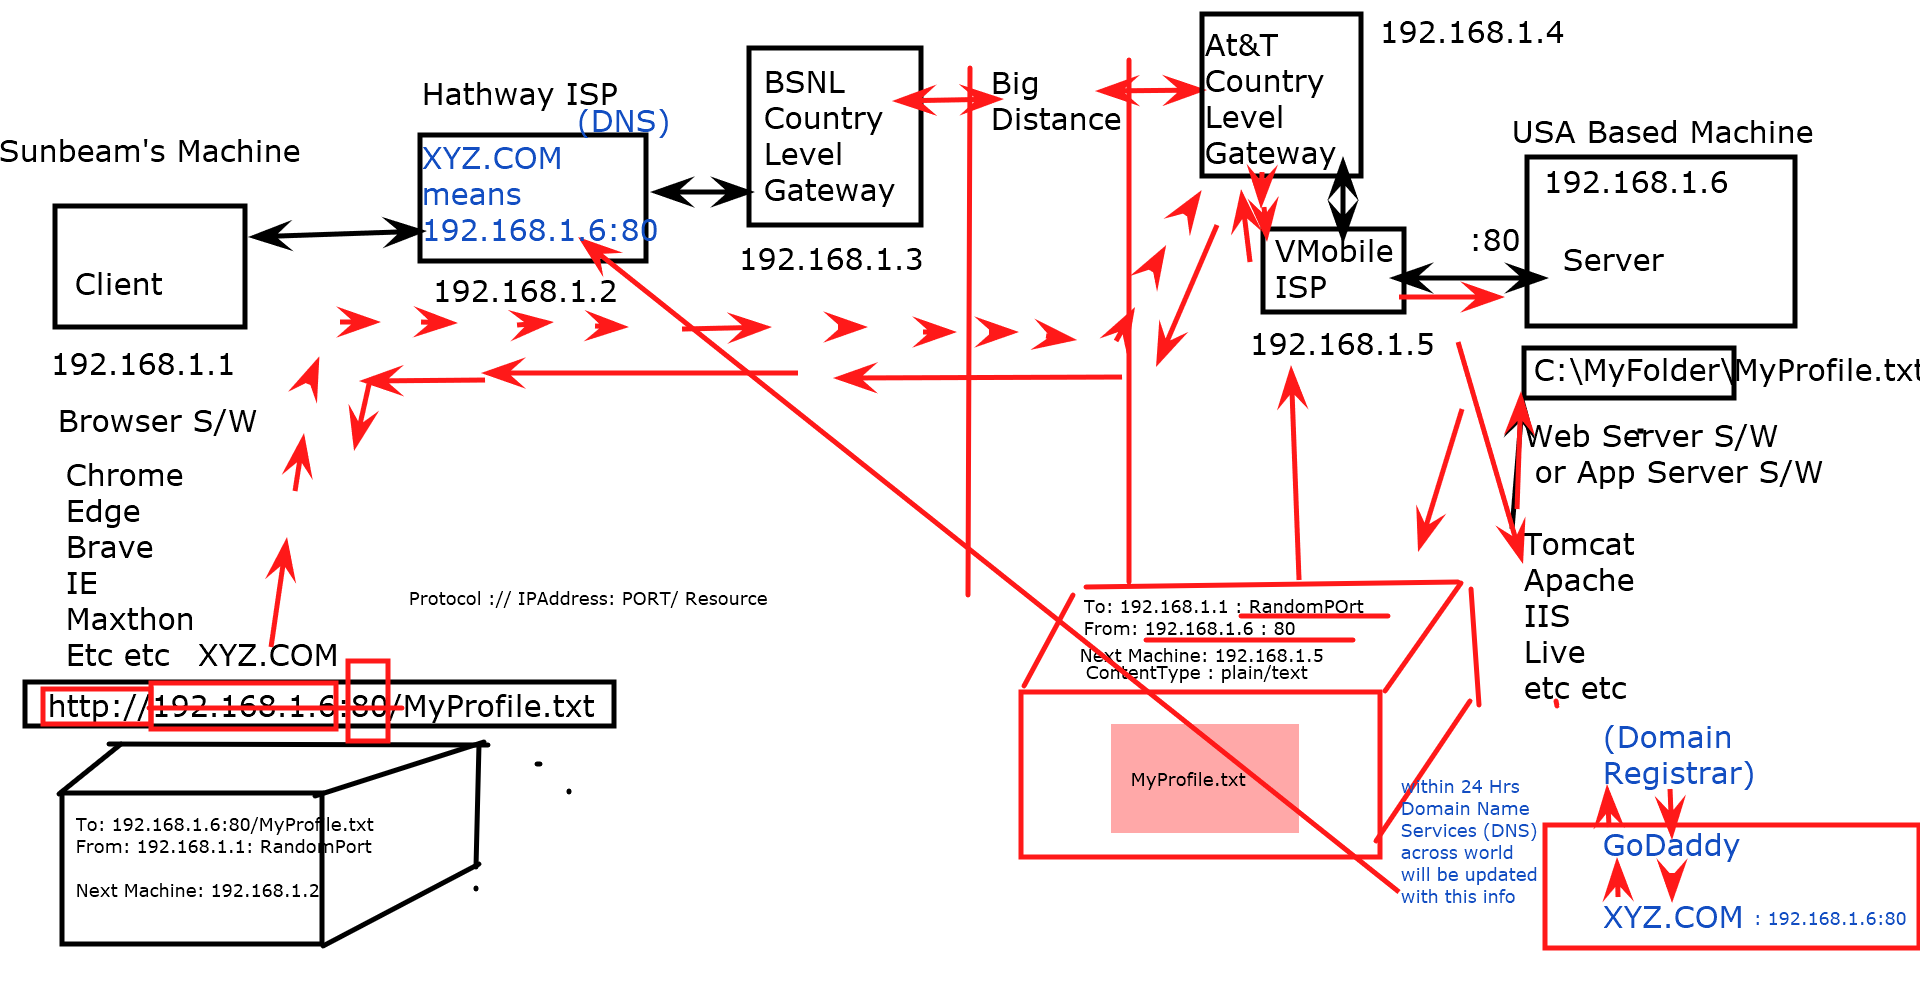 Sunbeam's Machine
Client
192.168.1.1
Hathway ISP
(DNS)
XYZ.COM
means
192.168.1.6:80
192.168.1.2
BSNL
Country
Level
Gateway
192.168.1.3
Big
Distance
At&T
Country
Level
Gateway
192.168.1.4
VMobile
ISP
192.168.1.5
:80
USA Based Machine
192.168.1.6
Server
C:\MyFolder\MyProfile.txt
Web Server S/W
or App Server S/W
Tomcat
Apache
IIS
Live
etc etc
Browser S/W
Chrome
Edge
Brave
IE
Maxthon
Etc etc
XYZ.COM
http://192.168.1.6:80/MyProfile.txt
Protocol :// IPAddress: PORT/ Resource
To: 192.168.1.6:80/MyProfile.txt
From: 192.168.1.1: RandomPort
Next Machine: 192.168.1.2
To: 192.168.1.1 : RandomPOrt
From: 192.168.1.6 : 80
Next Machine: 192.168.1.5
ContentType : plain/text
MyProfile.txt
within 24 Hrs
Domain Name
Services (DNS)
across world
will be updated
with this info
(Domain
Registrar)
GoDaddy
XYZ.COM : 192.168.1.6:80